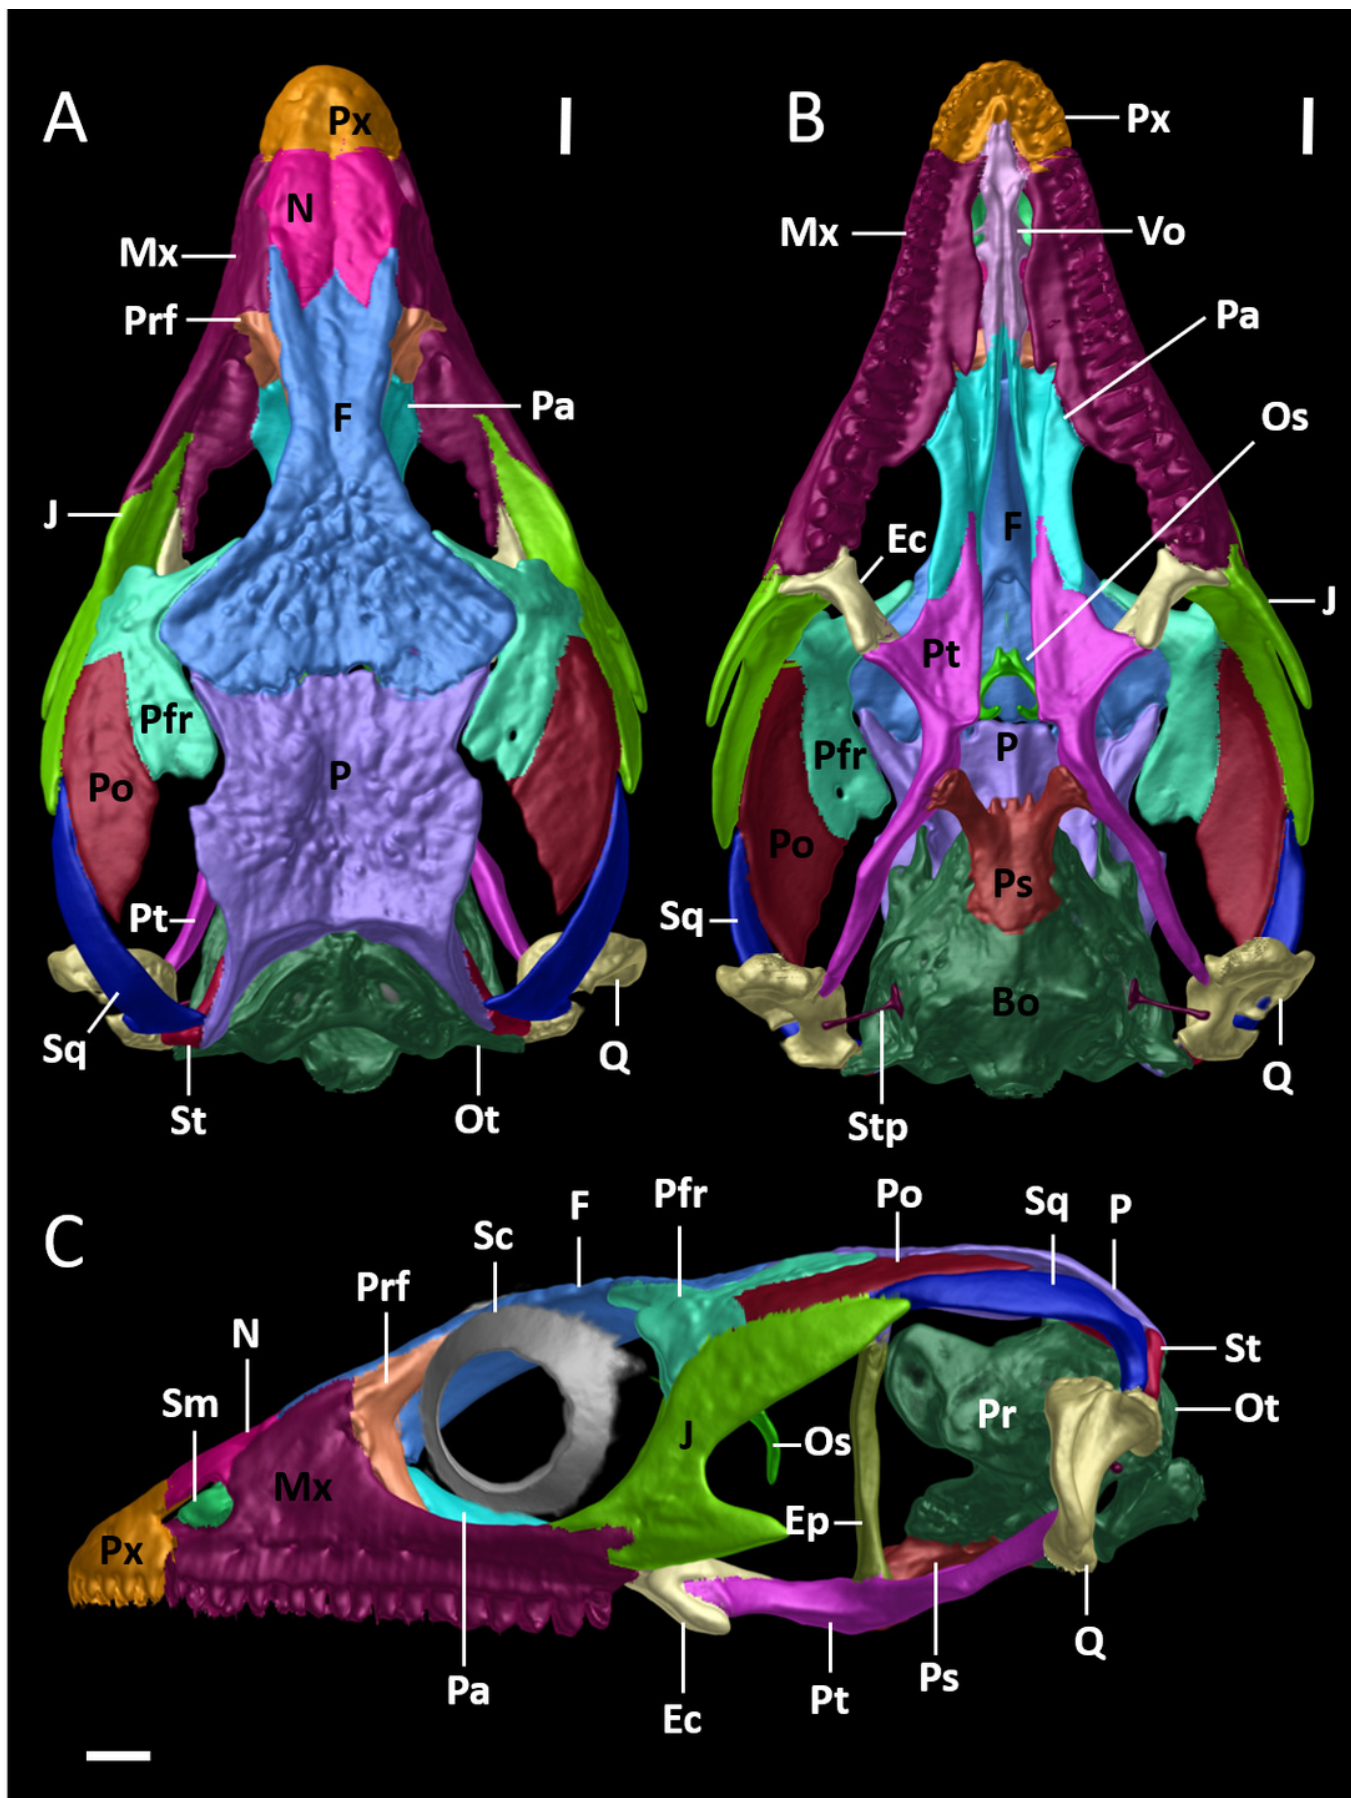 A
Px
N
Mx
Prf
F
Pa
J
Pfr
P
Po
Pt
Sq
Q
St
Ot
B
Px
Mx
Vo
Pa
Os
F
Ec
J
Pt
P
Pfr
Po
Ps
Sq
Bo
Q
Stp
C
F
Pfr
Po
Sq
P
Sc
Prf
N
Sm
St
Ot
Pr
J
Os
Mx
Ep
Px
Q
Pa
Ec
Pt
Ps